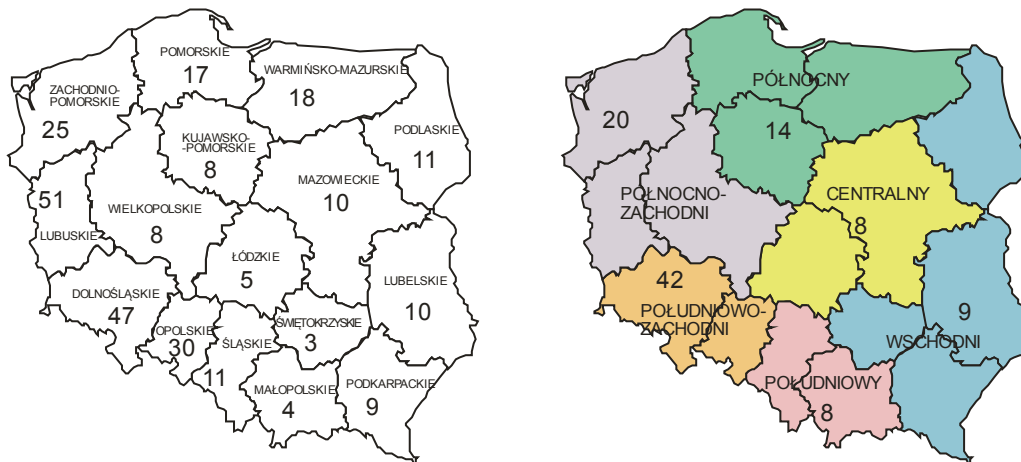 POMORSKIE
17
WARMIŃSKO-MAZURSKIE
18
ZACHODNIO-
POMORSKIE
25
KUJAWSKO-
-POMORSKIE
8
PODLASKIE
11
MAZOWIECKIE
10
51
LUBUSKIE
WIELKOPOLSKIE
8
ŁÓDZKIE
5
LUBELSKIE
10
DOLNOŚLĄSKIE
47
OPOLSKIE
30
ŚLĄSKIE
11
ŚWIĘTOKRZYSKIE
3
MAŁOPOLSKIE
4
PODKARPACKIE
9
PÓŁNOCNY
14
20
PÓŁNOCNO-
ZACHODNI
CENTRALNY
8
42
POŁUDNIOWO-
ZACHODNI
9
WSCHODNI
POŁUDNIOWY
8